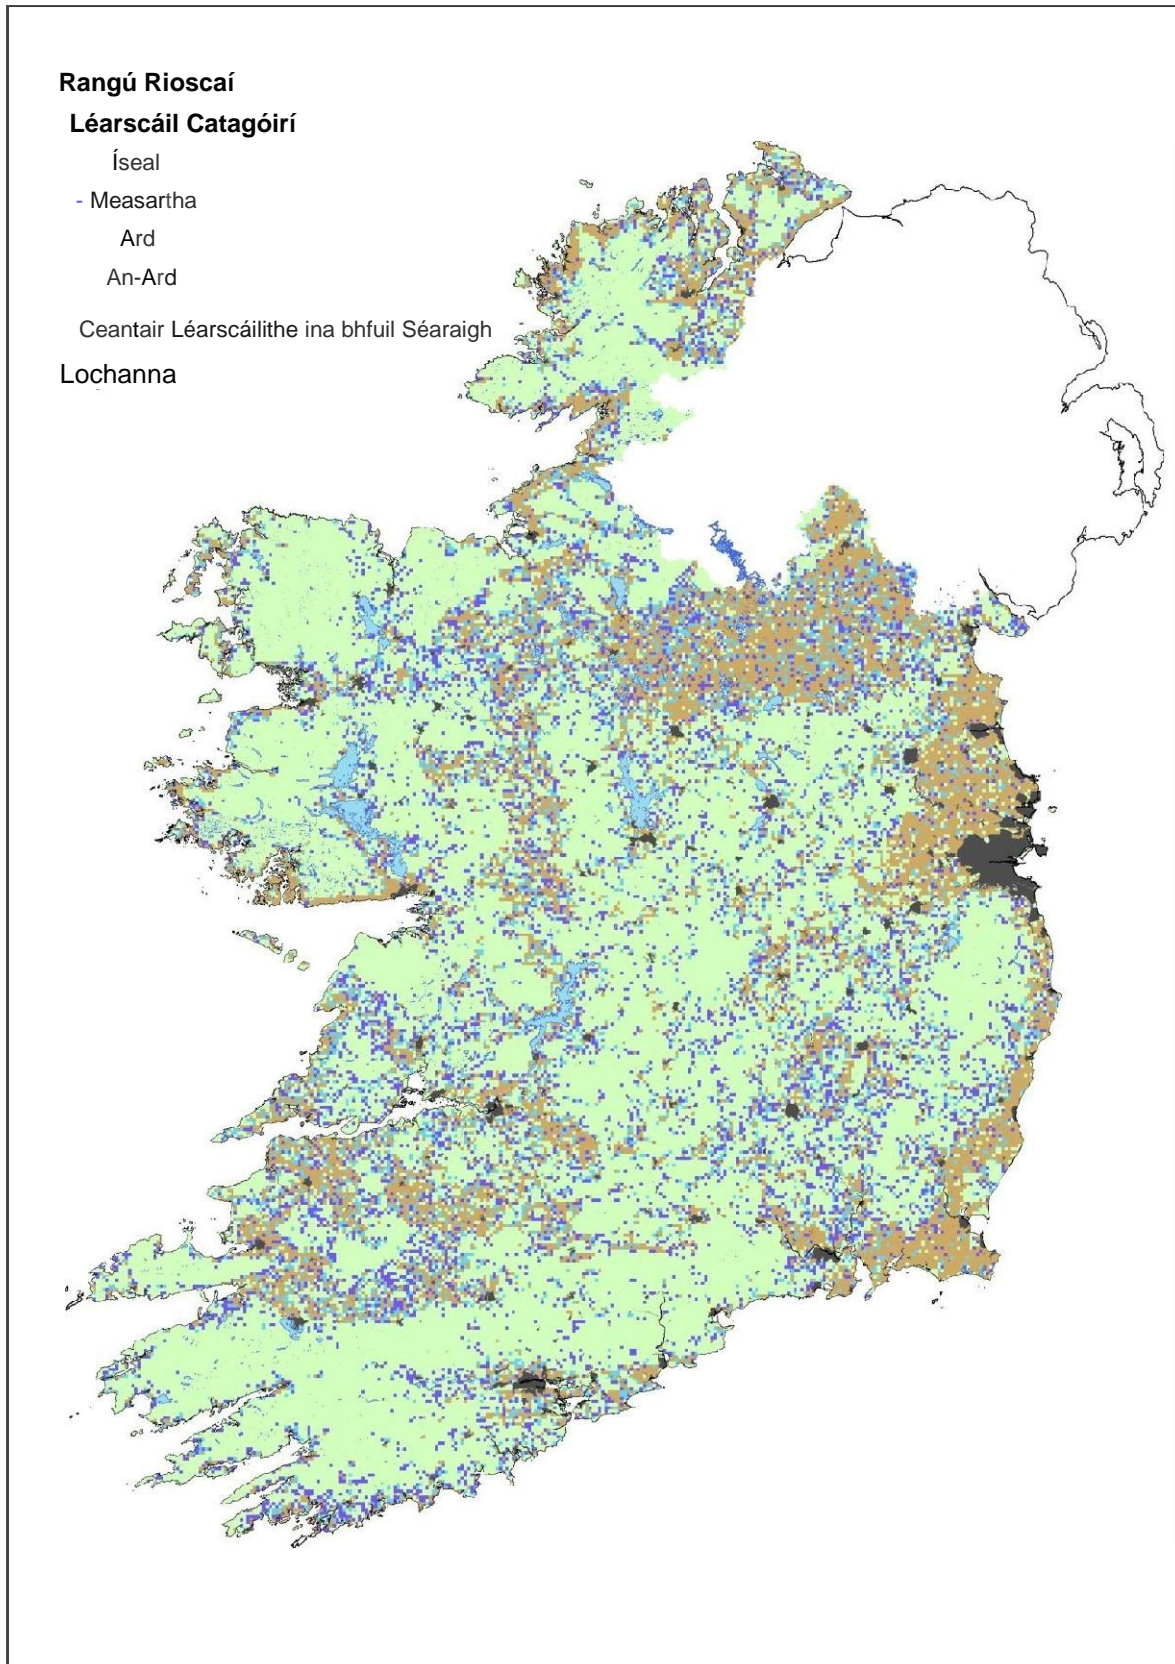 Rangú Rioscaí
Léarscáil Catagóirí
Íseal
- Measartha
Ard
An-Ard
Ceantair Léarscáilithe ina bhfuil Séaraigh
Lochanna